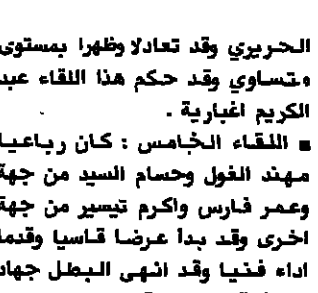 الحريري وقد تعادلا وظهرا بمستوى
متساوي وقد حكم هذا اللقاء عبد
الكريم اغبارية .
■ اللقاء الخامس : كان رباعيا
مهند الغول وحسام السيد من جهة
وعمر فارس واكرم تيسير من جهة
اخرى وقد بدأ عرضا قاسيا وقدما
اداء فنيا وقد انهى البطل جهاد